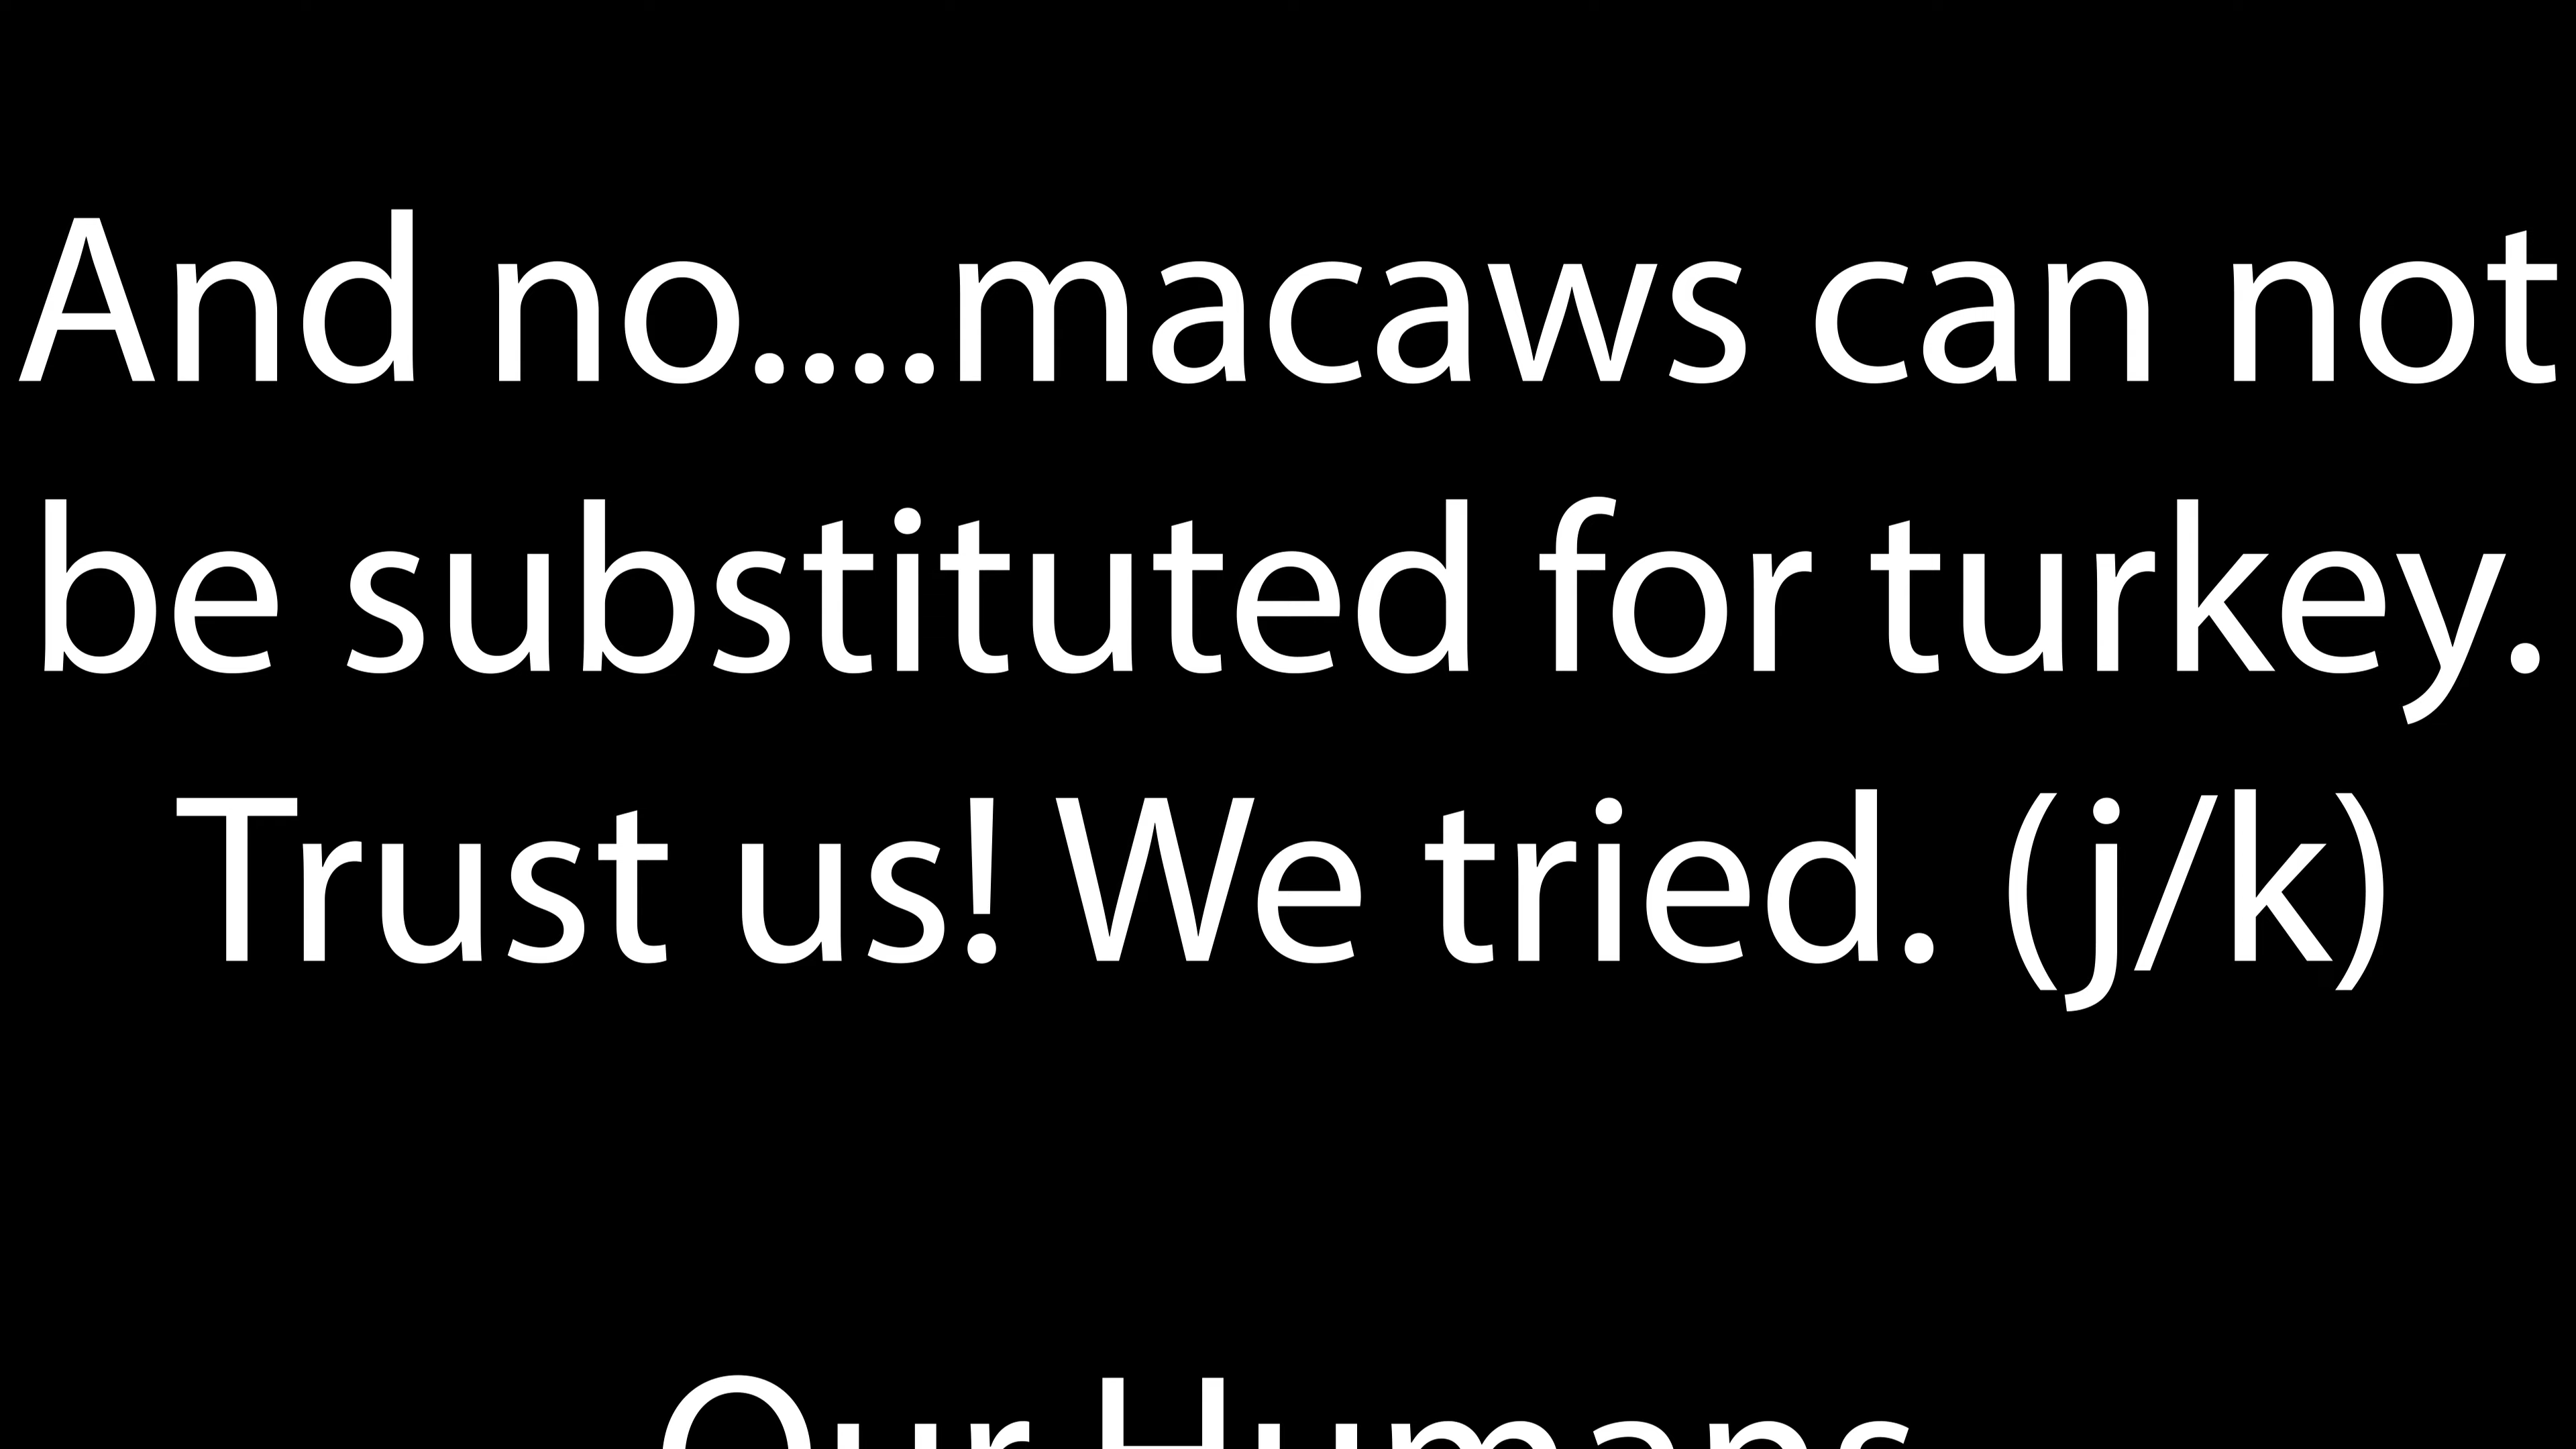 And no....macaws can not
be substituted for turkey.
Trust us! We tried. (j/k)
Our Humans